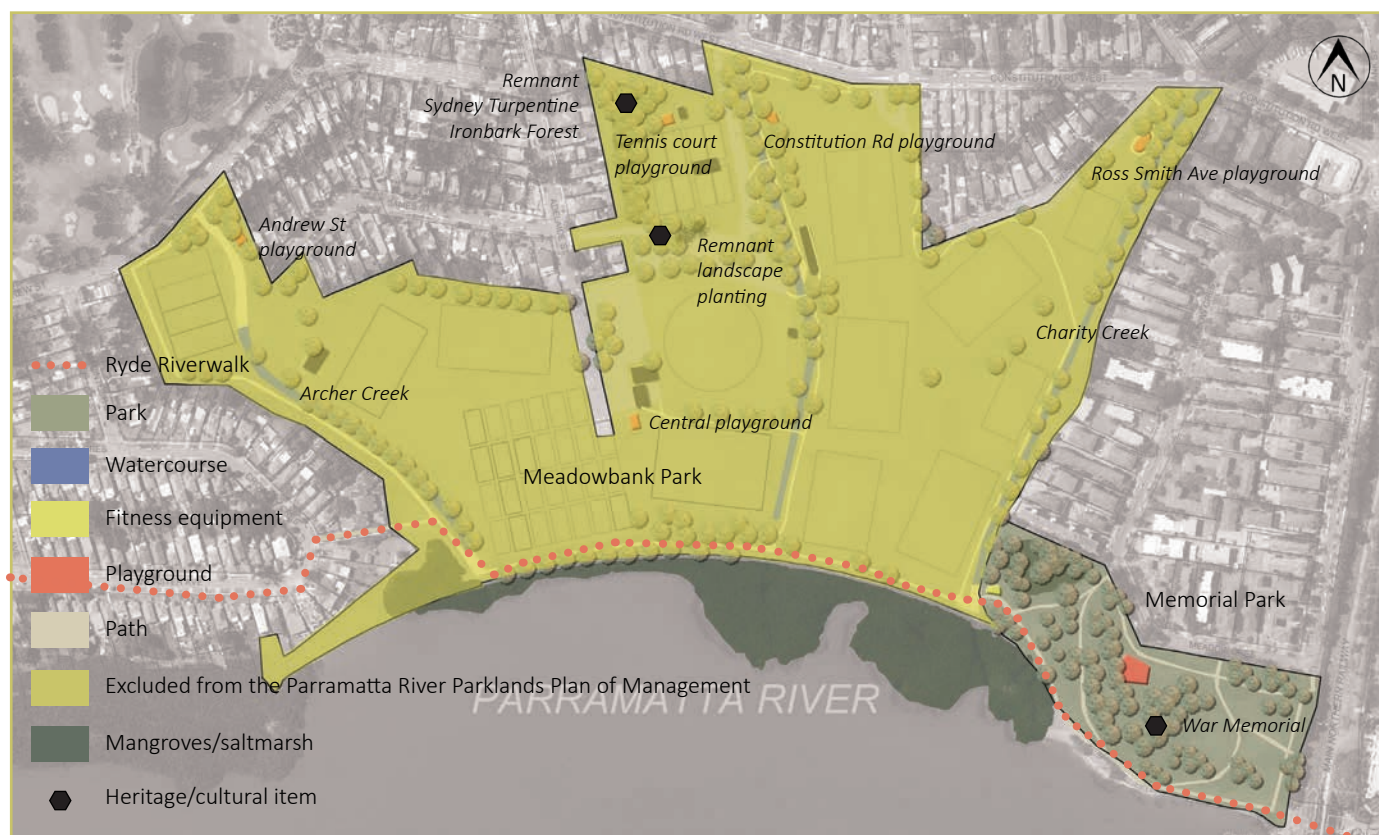 CONSTITUTION RD
N
Remnant
Sydney Turpentine
Ironbark Forest
Tennis court
playground
Constitution Rd playground
Ross Smith Ave playground
Andrew St
playground
Remnant
landscape
planting
Charity Creek
Archer Creek
Central playground
Meadowbank Park
Memorial Park
War Memorial
PARRAMATTA RIVER
Ryde Riverwalk
Park
Watercourse
Fitness equipment
Playground
Path
Excluded from the Parramatta River Parklands Plan of Management
Mangroves/saltmarsh
Heritage/cultural item